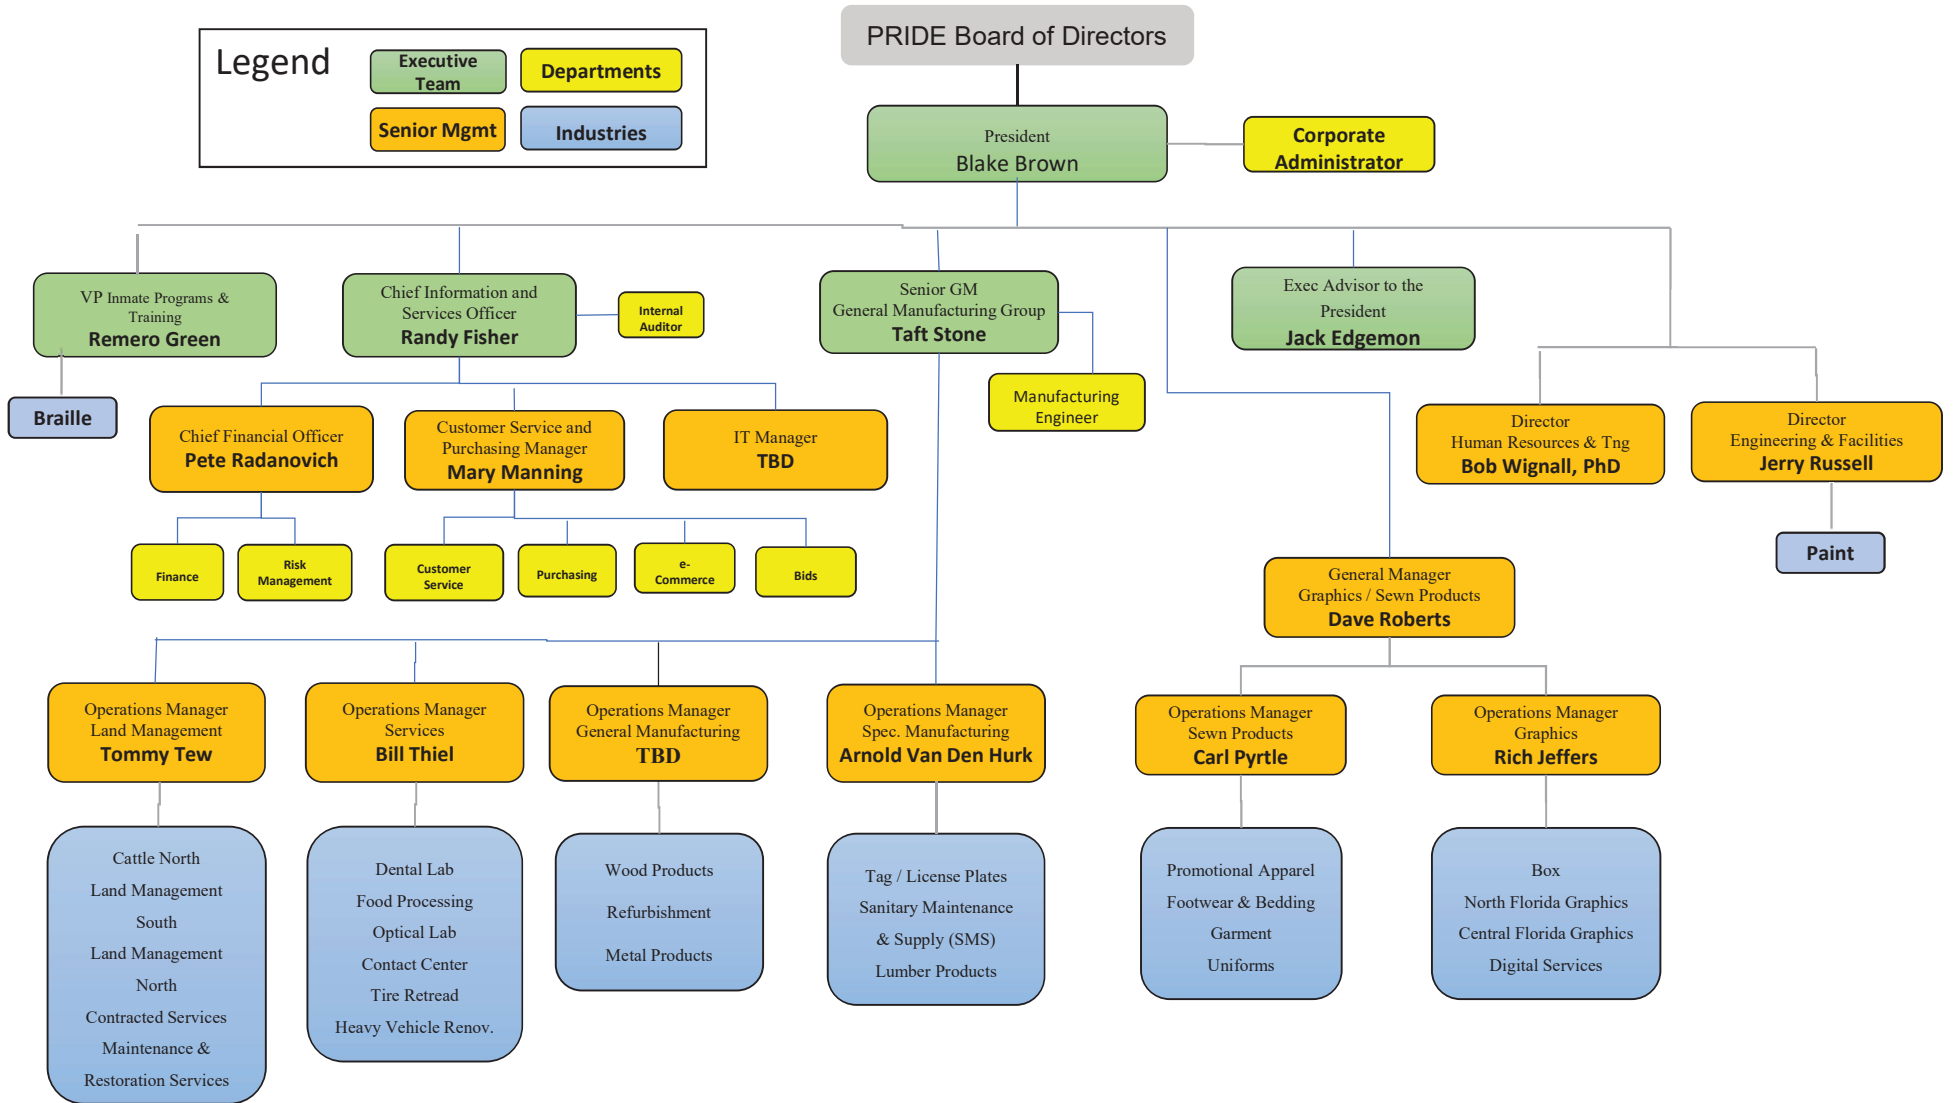 PRIDE Board of Directors
Legend
Executive
Team
Departments
Senior Mgmt
Industries
President
Blake Brown
Corporate
Administrator
VP Inmate Programs &
Training
Remero Green
Chief Information and
Services Officer
Randy Fisher
Internal
Auditor
Senior GM
General Manufacturing Group
Taft Stone
Exec Advisor to the
President
Jack Edgemon
Manufacturing
Engineer
Braille
Chief Financial Officer
Pete Radanovich
Customer Service and
Purchasing Manager
Mary Manning
IT Manager
TBD
Director
Human Resources & Tng
Bob Wignall, PhD
Director
Engineering & Facilities
Jerry Russell
Paint
Finance
Risk
Management
Customer
Service
Purchasing
e-
Commerce
Bids
General Manager
Graphics / Sewn Products
Dave Roberts
Operations Manager
Land Management
Tommy Tew
Operations Manager
Services
Bill Thiel
Operations Manager
General Manufacturing
TBD
Operations Manager
Spec. Manufacturing
Arnold Van Den Hurk
Operations Manager
Sewn Products
Carl Pyrtle
Operations Manager
Graphics
Rich Jeffers
Cattle North
Land Management
South
Land Management
North
Contracted Services
Maintenance &
Restoration Services
Dental Lab
Food Processing
Optical Lab
Contact Center
Tire Retread
Heavy Vehicle Renov.
Wood Products
Refurbishment
Metal Products
Tag / License Plates
Sanitary Maintenance
& Supply (SMS)
Lumber Products
Promotional Apparel
Footwear & Bedding
Garment
Uniforms
Box
North Florida Graphics
Central Florida Graphics
Digital Services